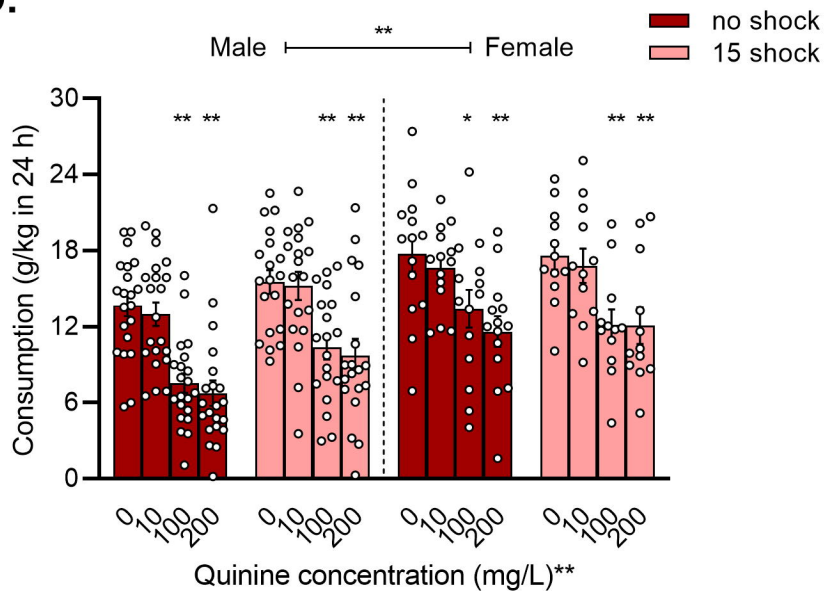 no shock
15 shock
Male ** Female
30
24
18
12
6
0
** ** ** ** * ** ** **
0 10 100 200 0 10 100 200 0 10 100 200 0 10 100 200
Consumption (g/kg in 24 h)
Quinine concentration (mg/L)**